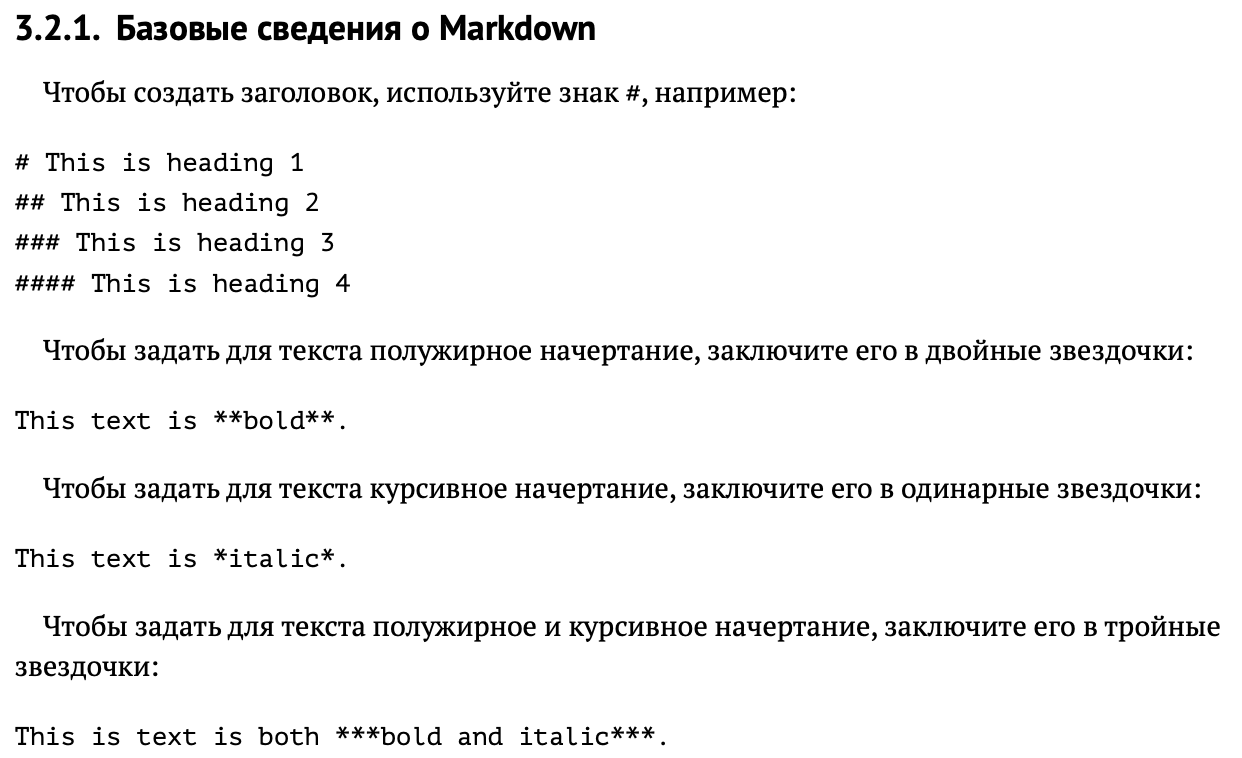 3.2.1. Базовые сведения о Markdown
Чтобы создать заголовок, используйте знак #, например:
# This is heading 1
## This is heading 2
### This is heading 3
#### This is heading 4
Чтобы задать для текста полужирное начертание, заключите его в двойные звездочки:
This text is **bold**.
Чтобы задать для текста курсивное начертание, заключите его в одинарные звездочки:
This text is *italic*.
Чтобы задать для текста полужирное и курсивное начертание, заключите его в тройные
звездочки:
This is text is both ***bold and italic***.